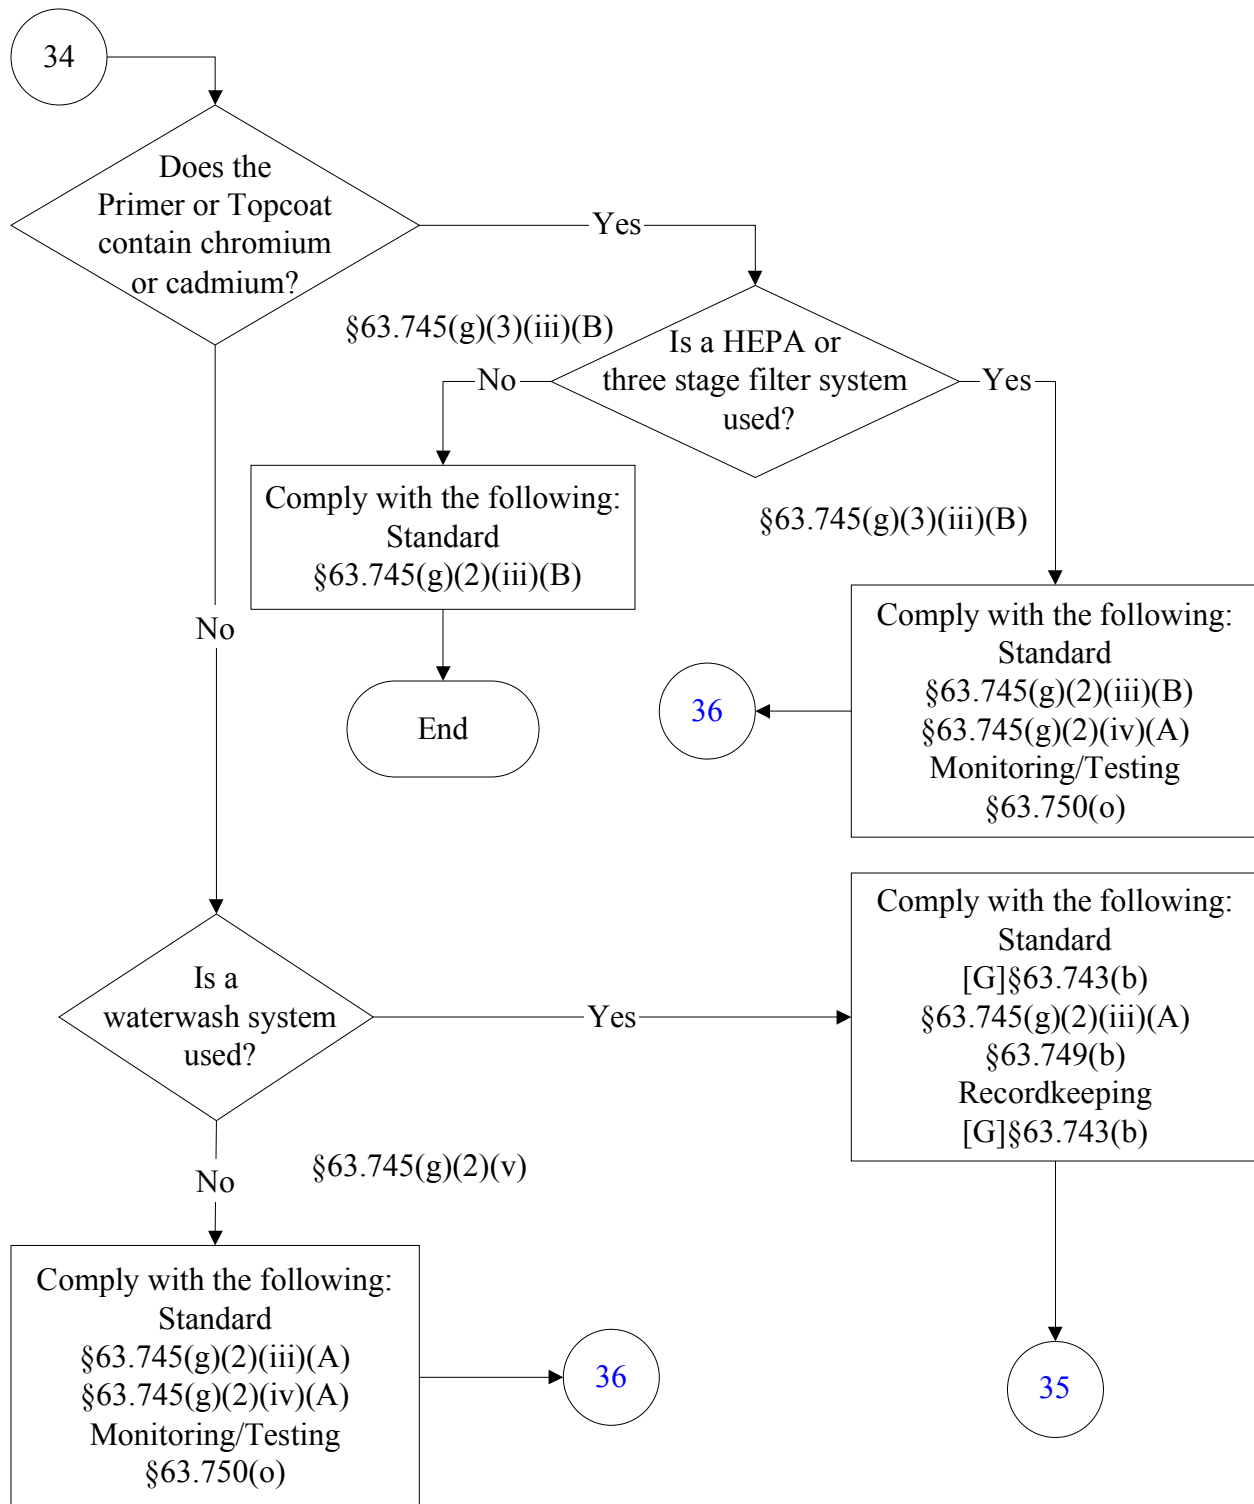 34
Does the
Primer or Topcoat
contain chromium
or cadmium?
Yes
§63.745(g)(3)(iii)(B)
Is a HEPA or
three stage filter system
used?
No
Yes
Comply with the following:
Standard
§63.745(g)(2)(iii)(B)
§63.745(g)(3)(iii)(B)
No
End
36
Comply with the following:
Standard
§63.745(g)(2)(iii)(B)
§63.745(g)(2)(iv)(A)
Monitoring/Testing
§63.750(o)
Is a
waterwash system
used?
Yes
Comply with the following:
Standard
[G]§63.743(b)
§63.745(g)(2)(iii)(A)
§63.749(b)
Recordkeeping
[G]§63.743(b)
No
§63.745(g)(2)(v)
Comply with the following:
Standard
§63.745(g)(2)(iii)(A)
§63.745(g)(2)(iv)(A)
Monitoring/Testing
§63.750(o)
36
35